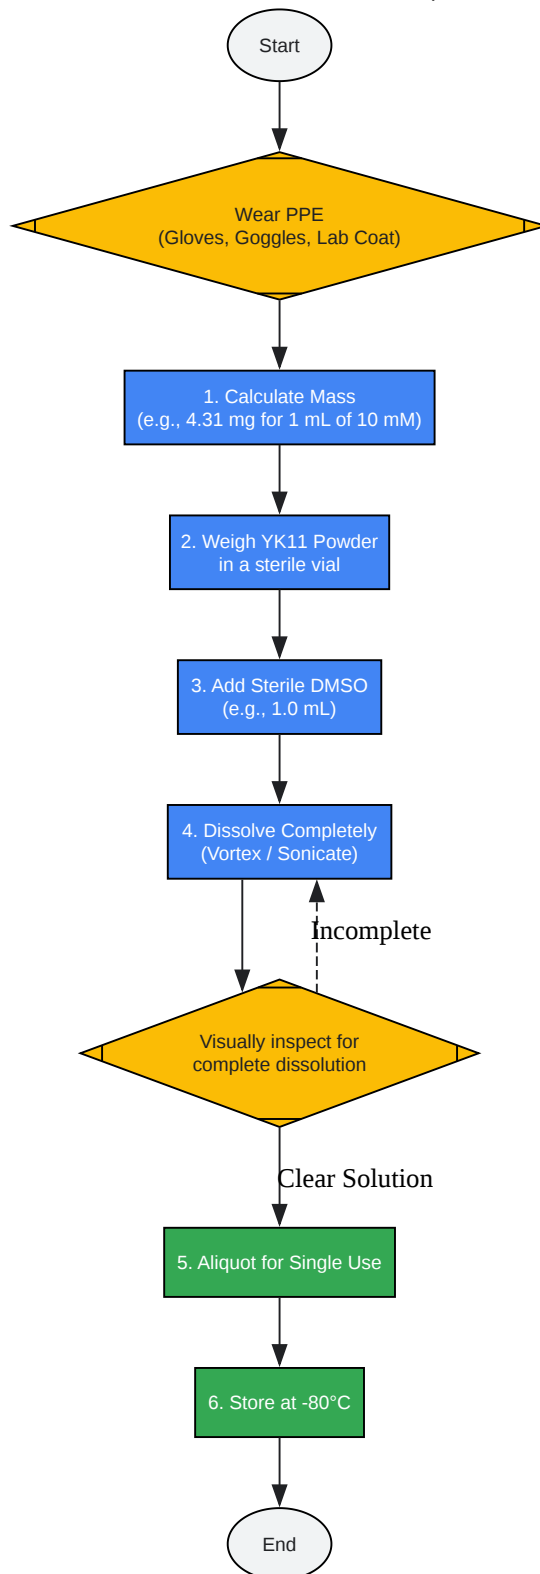 Start
Wear PPE
(Gloves, Goggles, Lab Coat)
1. Calculate Mass
(e.g., 4.31 mg for 1 mL of 10 mM)
2. Weigh YK11 Powder
in a sterile vial
3. Add Sterile DMSO
(e.g., 1.0 mL)
4. Dissolve Completely
(Vortex / Sonicate)
Incomplete
Visually inspect for
complete dissolution
Clear Solution
5. Aliquot for Single Use
6. Store at -80°C
End